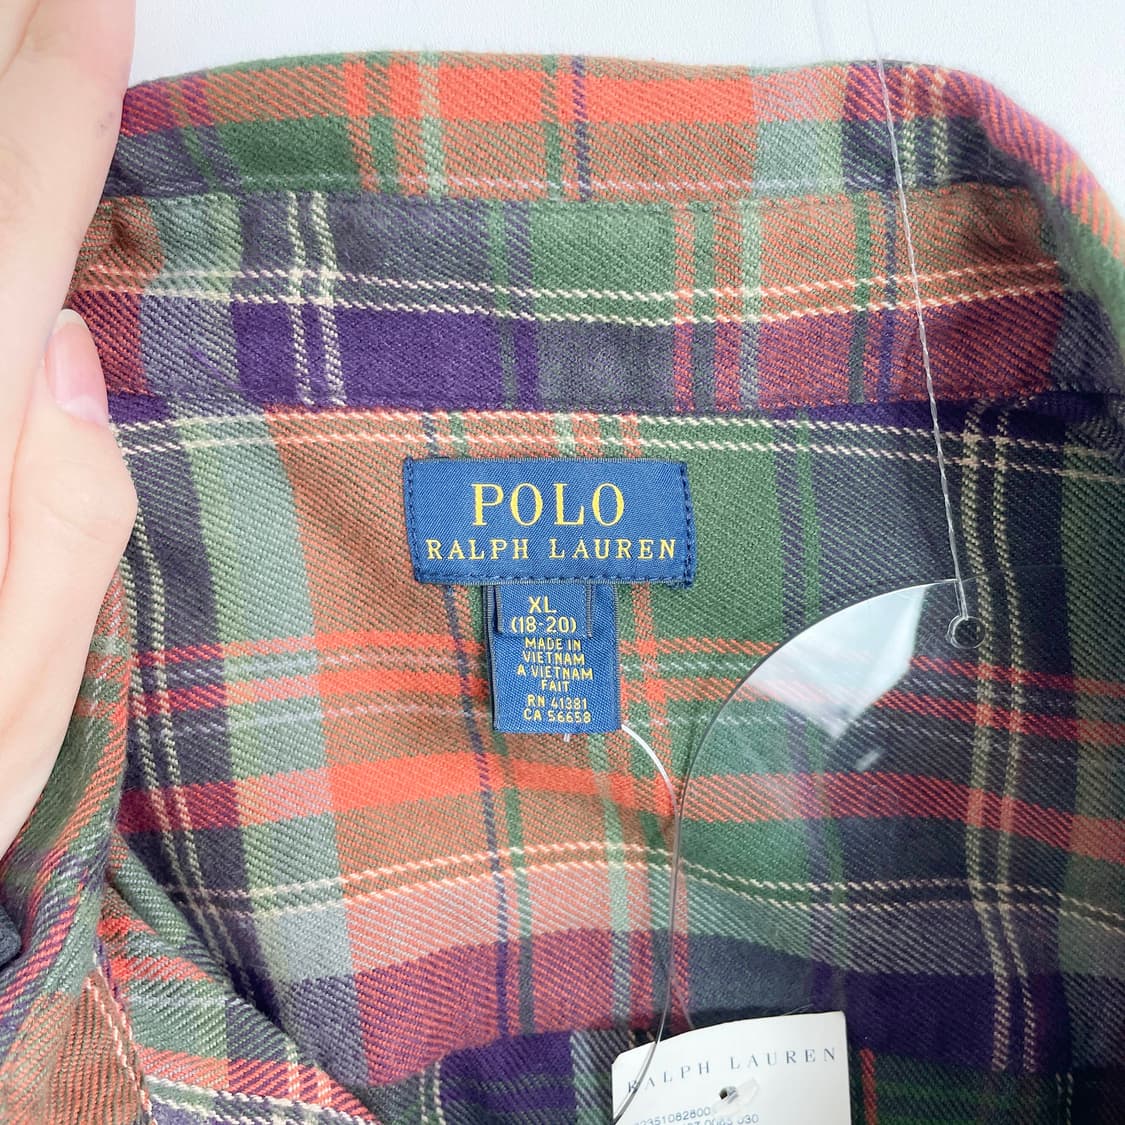 POLO
RALPH LAUREN
XL
(18-20)
MADE IN
VIETNAM
A VIETNAM
FAIT
RN 41381
CA 56658
RALPH LAUREN